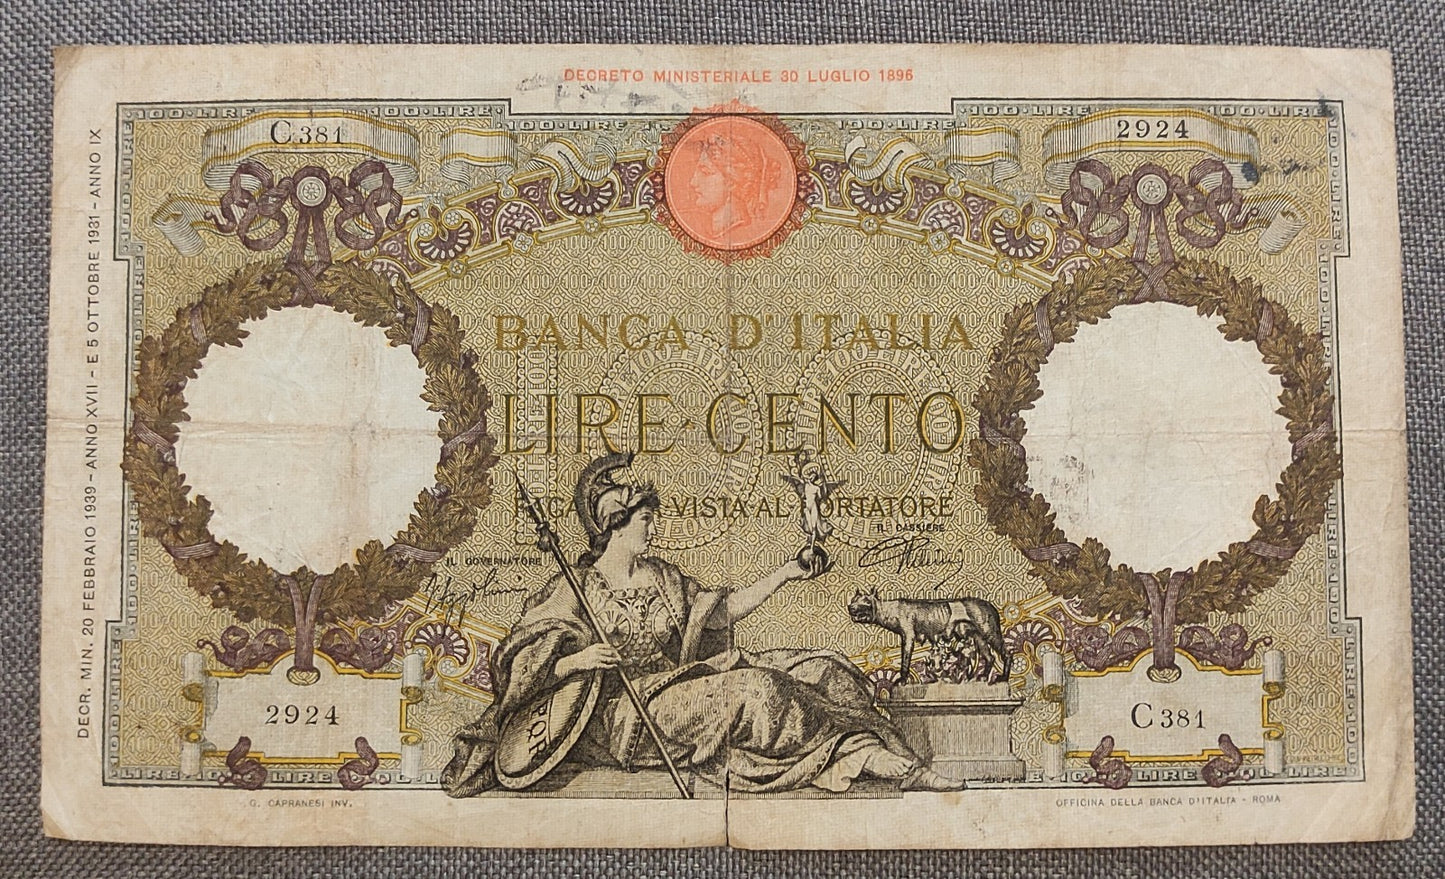 DECRETO MINISTERIALE 30 LUGLIO 1896
C.381
2924
DECR. MIN. 20 FEBBRAIO 1939 - ANNO XVII - E 5 OTTOBRE 1931 - ANNO IX
BANCA D'ITALIA
LIRE CENTO
VISTA AL
IL CASSIERE
IL GOVERNATORE
2924
C 381
G. CAPRANESI INV.
OFFICINA DELLA BANCA D'ITALIA - ROMA